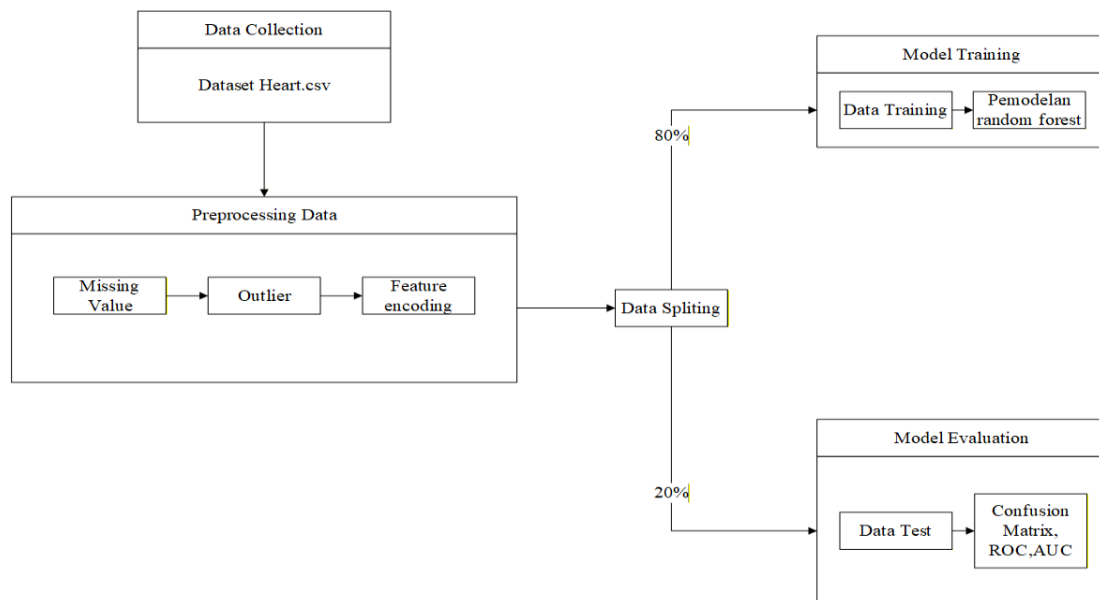 Data Collection
Dataset Heart.csv
Preprocessing Data
Missing
Value
Outlier
Feature
encoding
Data Spliting
80%
20%
Model Training
Data Training
Pemodelan
random forest
Model Evaluation
Data Test
Confusion
Matrix,
ROC,AUC